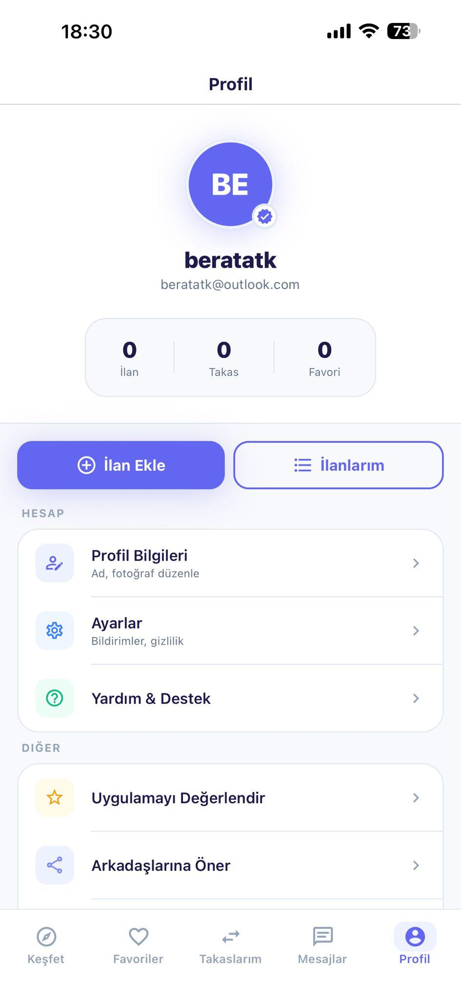 18:30
73
Profil
BE
beratatk
beratatk@outlook.com
0 0 0
İlan Takas Favori
İlan Ekle İlanlarım
HESAP
Profil Bilgileri
Ad, fotoğraf düzenle
Ayarlar
Bildirimler, gizlilik
Yardım & Destek
DIĞER
Uygulamayı Değerlendir
Arkadaşlarına Öner
Keşfet Favoriler Takaslarım Mesajlar Profil